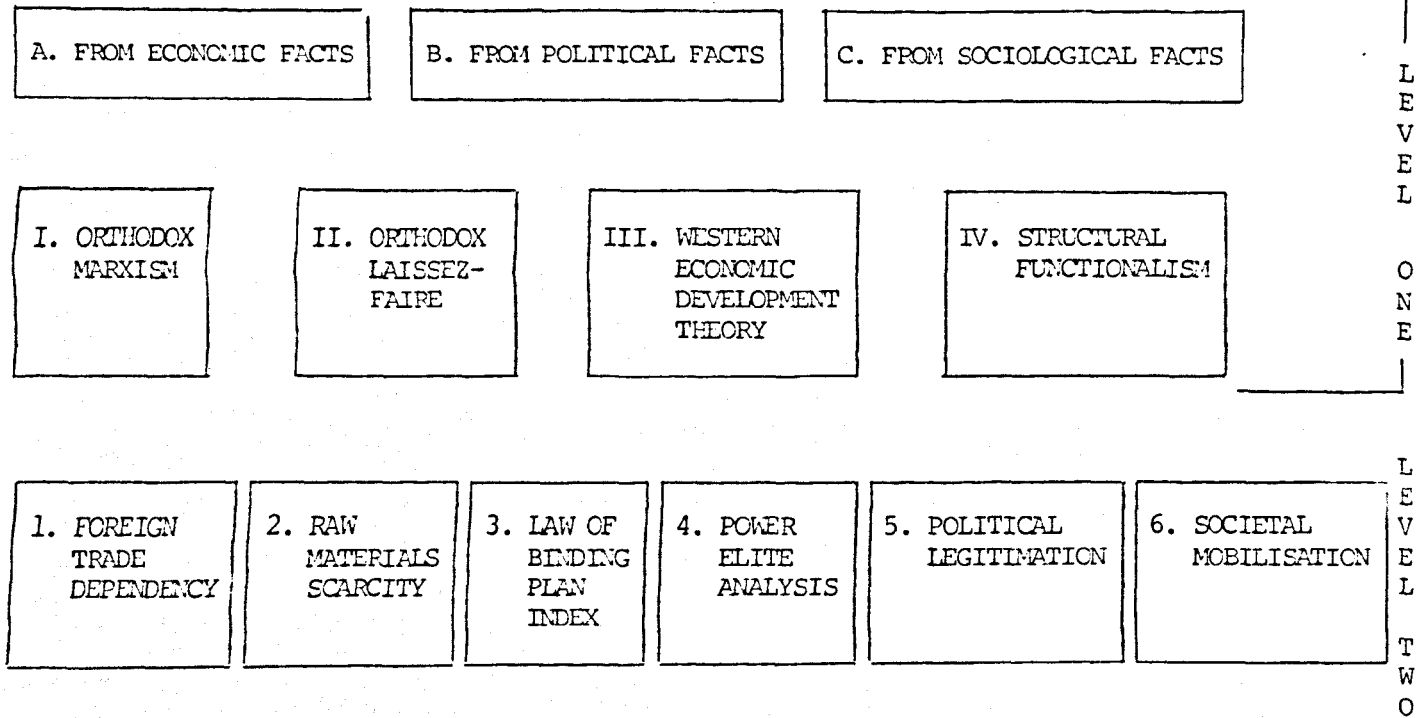 A. FROM ECONOMIC FACTS
B. FROM POLITICAL FACTS
C. FROM SOCIOLOGICAL FACTS
I. ORTHODOX
MARXISM
II. ORTHODOX
LAISSEZ-
FAIRE
III. WESTERN
ECONOMIC
DEVELOPMENT
THEORY
IV. STRUCTURAL
FUNCTIONALISM
LEVEL ONE
1. FOREIGN
TRADE
DEPENDENCY
2. RAW
MATERIALS
SCARCITY
3. LAW OF
BINDING
PLAN
INDEX
4. POWER
ELITE
ANALYSIS
5. POLITICAL
LEGITIMATION
6. SOCIETAL
MOBILISATION
LEVEL TWO